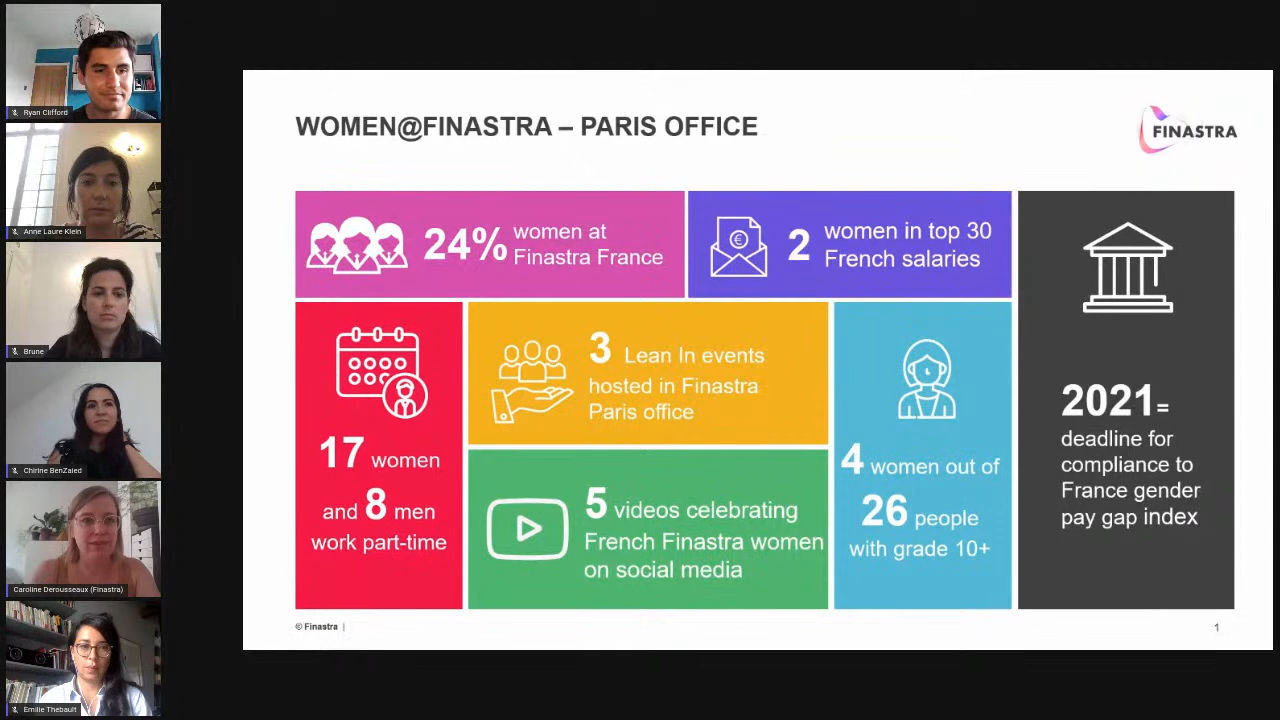 Ryan Clifford
Anne Laure Klein
Brune
Chirine BenZaied
Caroline Derousseaux (Finastra)
Emilie Thebault
WOMEN@FINASTRA – PARIS OFFICE
FINASTRA
24% women at
Finastra France
€
2 women in top 30
French salaries
17 women
and 8 men
work part-time
3 Lean In events
hosted in Finastra
Paris office
5 videos celebrating
French Finastra women
on social media
4 women out of
26 people
with grade 10+
2021=
deadline for
compliance to
France gender
pay gap index
© Finastra |
1